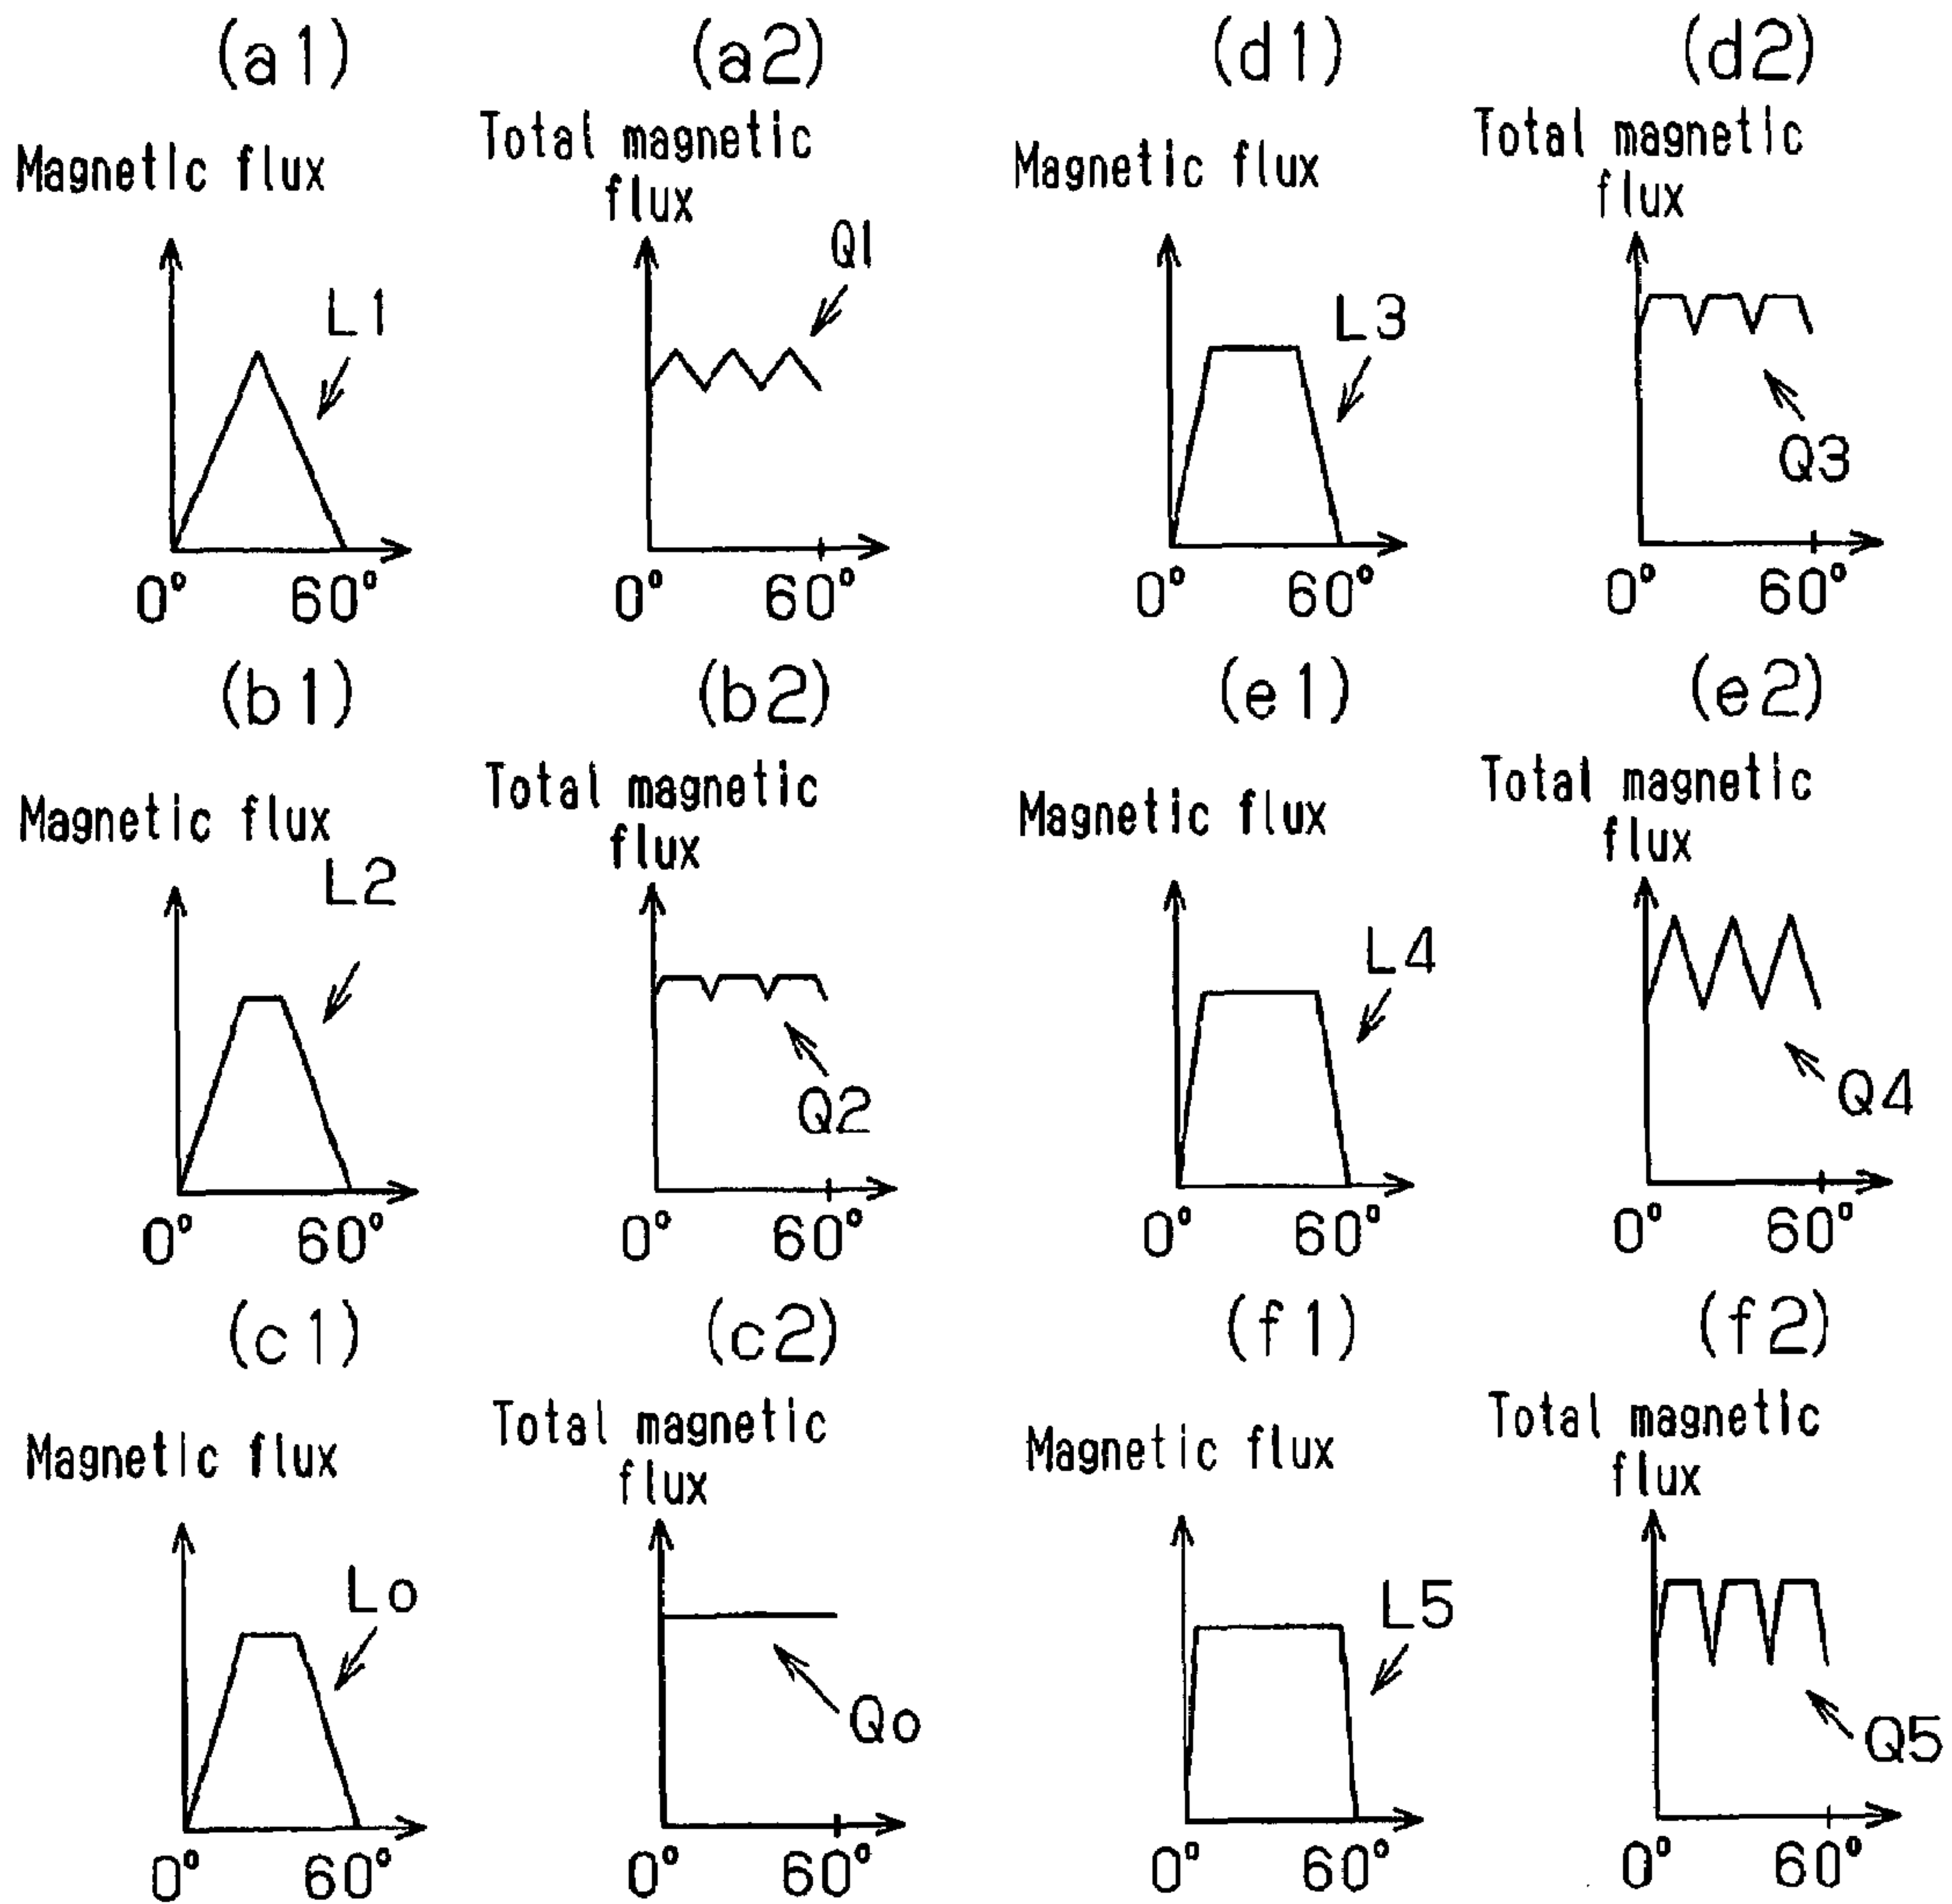 (a1)
Magnetic flux
L1
0° 60°
(a2)
Total magnetic
flux
Q1
0° 60°
(b1)
Magnetic flux
L2
0° 60°
(b2)
Total magnetic
flux
Q2
0° 60°
(c1)
Magnetic flux
Lo
0° 60°
(c2)
Total magnetic
flux
Qo
0° 60°
(d1)
Magnetic flux
L3
0° 60°
(d2)
Total magnetic
flux
Q3
0° 60°
(e1)
Magnetic flux
L4
0° 60°
(e2)
Total magnetic
flux
Q4
0° 60°
(f1)
Magnetic flux
L5
0° 60°
(f2)
Total magnetic
flux
Q5
0° 60°